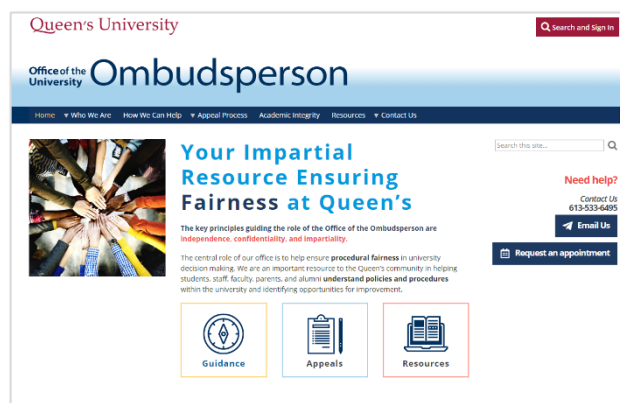 Queen's University
Search and Sign In
Office of the
University Ombudsperson
Home ▾ Who We Are How We Can Help ▾ Appeal Process Academic Integrity Resources ▾ Contact Us
Search this site...
Your Impartial
Resource Ensuring
Fairness at Queen's
Need help?
Contact Us
613-533-6495
Email Us
Request an appointment
The key principles guiding the role of the Office of the Ombudsperson are
independence, confidentiality, and impartiality.
The central role of our office is to help ensure procedural fairness in university
decision making. We are an important resource to the Queen's community in helping
students, staff, faculty, parents, and alumni understand policies and procedures
within the university and identifying opportunities for improvement.
Guidance
Appeals
Resources